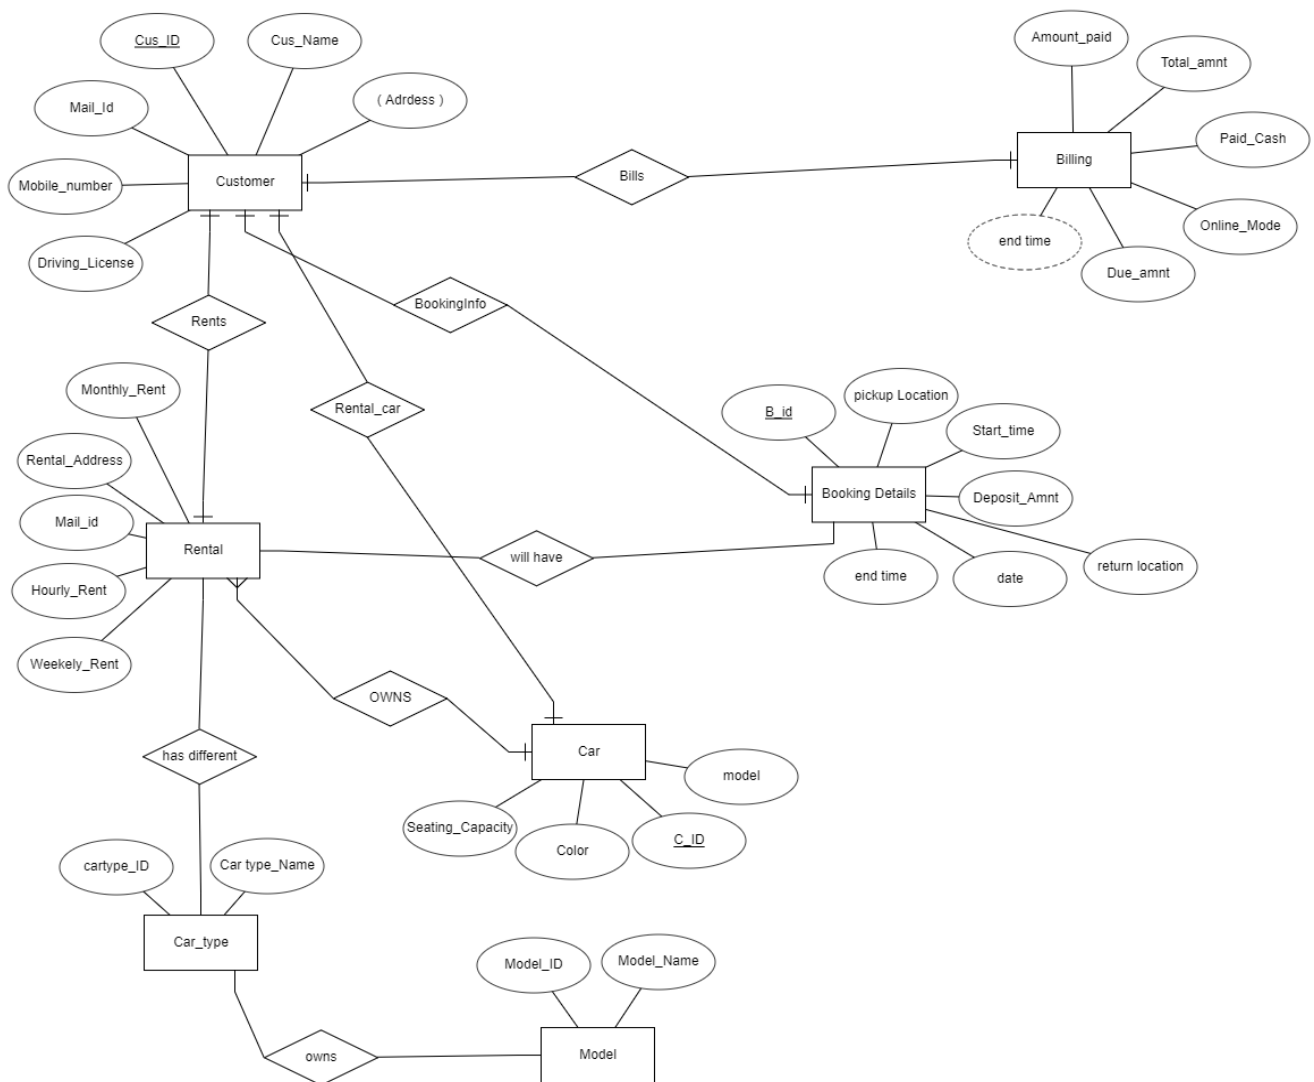 Cus_ID
Cus_Name
Amount_paid
Total_amnt
Mail_Id
( Adrdess )
Paid_Cash
Customer
Bills
Billing
Mobile_number
Online_Mode
end time
Driving_License
Due_amnt
BookingInfo
Rents
Monthly_Rent
pickup Location
Rental_car
B_id
Start_time
Rental_Address
Booking Details
Deposit_Amnt
Mail_id
Rental
will have
return location
end time
date
Hourly_Rent
Weekely_Rent
OWNS
has different
Car
model
Seating_Capacity
Color
C_ID
cartype_ID
Car type_Name
Car_type
Model_ID
Model_Name
owns
Model